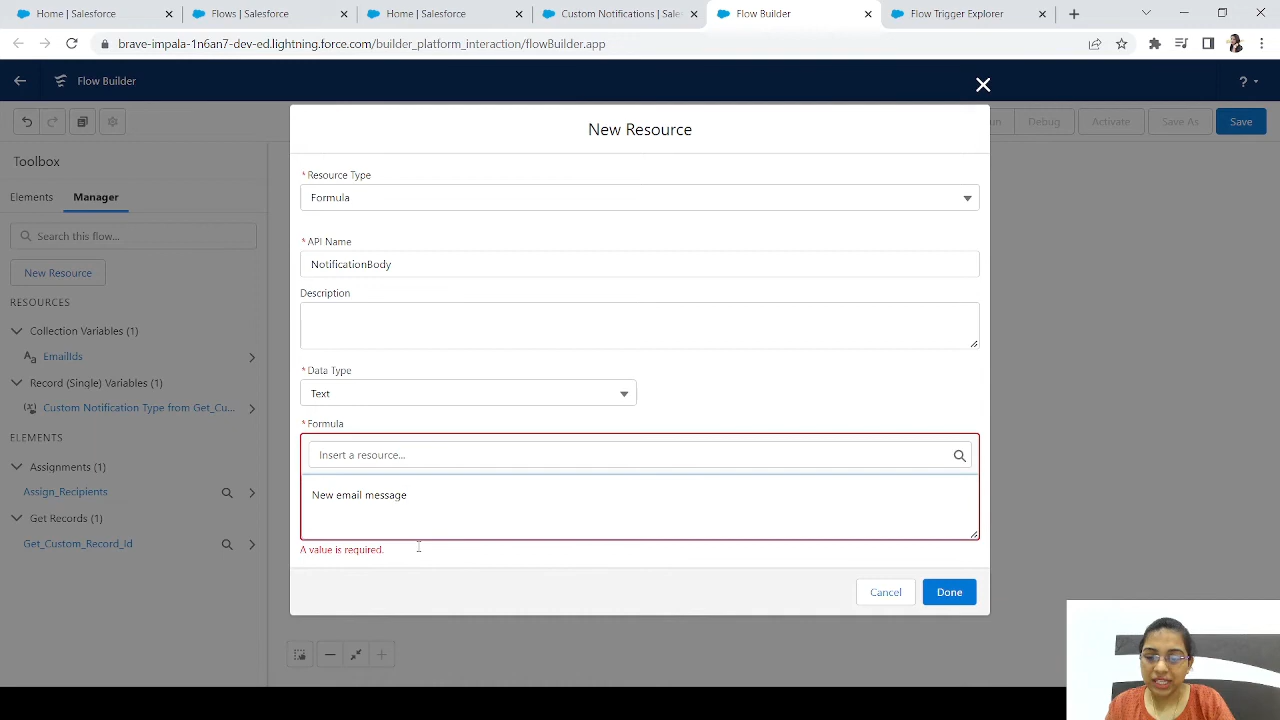 Home | Salesforce
Flows | Salesforce
Home | Salesforce
Custom Notifications | Sales
Flow Builder
Flow Trigger Explorer
brave-impala-1n6an7-dev-ed.lightning.force.com/builder_platform_interaction/flowBuilder.app
Flow Builder
?
Debug
Activate
Save As
Save
Toolbox
Elements
Manager
Search this flow...
New Resource
RESOURCES
Collection Variables (1)
EmailIds
Record (Single) Variables (1)
Custom Notification Type from Get_Cu...
ELEMENTS
Assignments (1)
Assign_Recipients
Get Records (1)
Get_Custom_Record_Id
New Resource
* Resource Type
Formula
* API Name
NotificationBody
Description
* Data Type
Text
* Formula
Insert a resource...
New email message
A value is required.
Cancel
Done